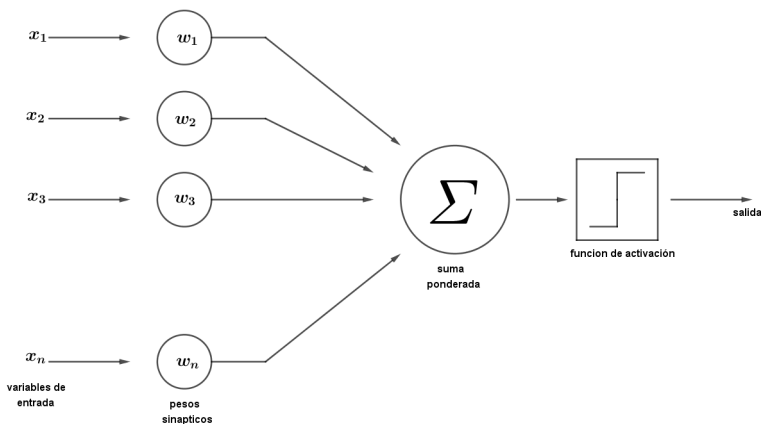 x₁
w₁
x₂
w₂
x₃
w₃
Σ
salida
funcion de activación
suma
ponderada
xₙ
wₙ
variables de
entrada
pesos
sinapticos